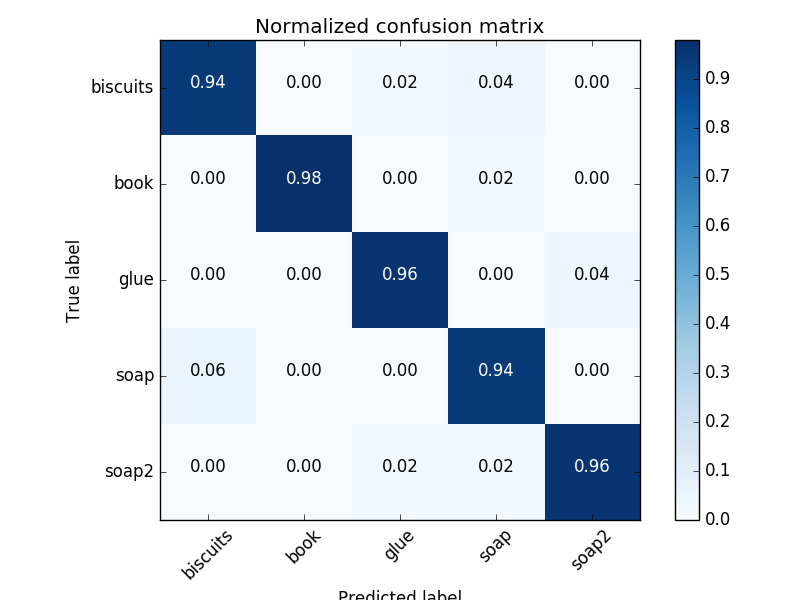 Normalized confusion matrix
biscuits 0.94 0.00 0.02 0.04 0.00
book 0.00 0.98 0.00 0.02 0.00
glue 0.00 0.00 0.96 0.00 0.04
soap 0.06 0.00 0.00 0.94 0.00
soap2 0.00 0.00 0.02 0.02 0.96
biscuits book glue soap soap2
True label
Predicted label
0.9
0.8
0.7
0.6
0.5
0.4
0.3
0.2
0.1
0.0